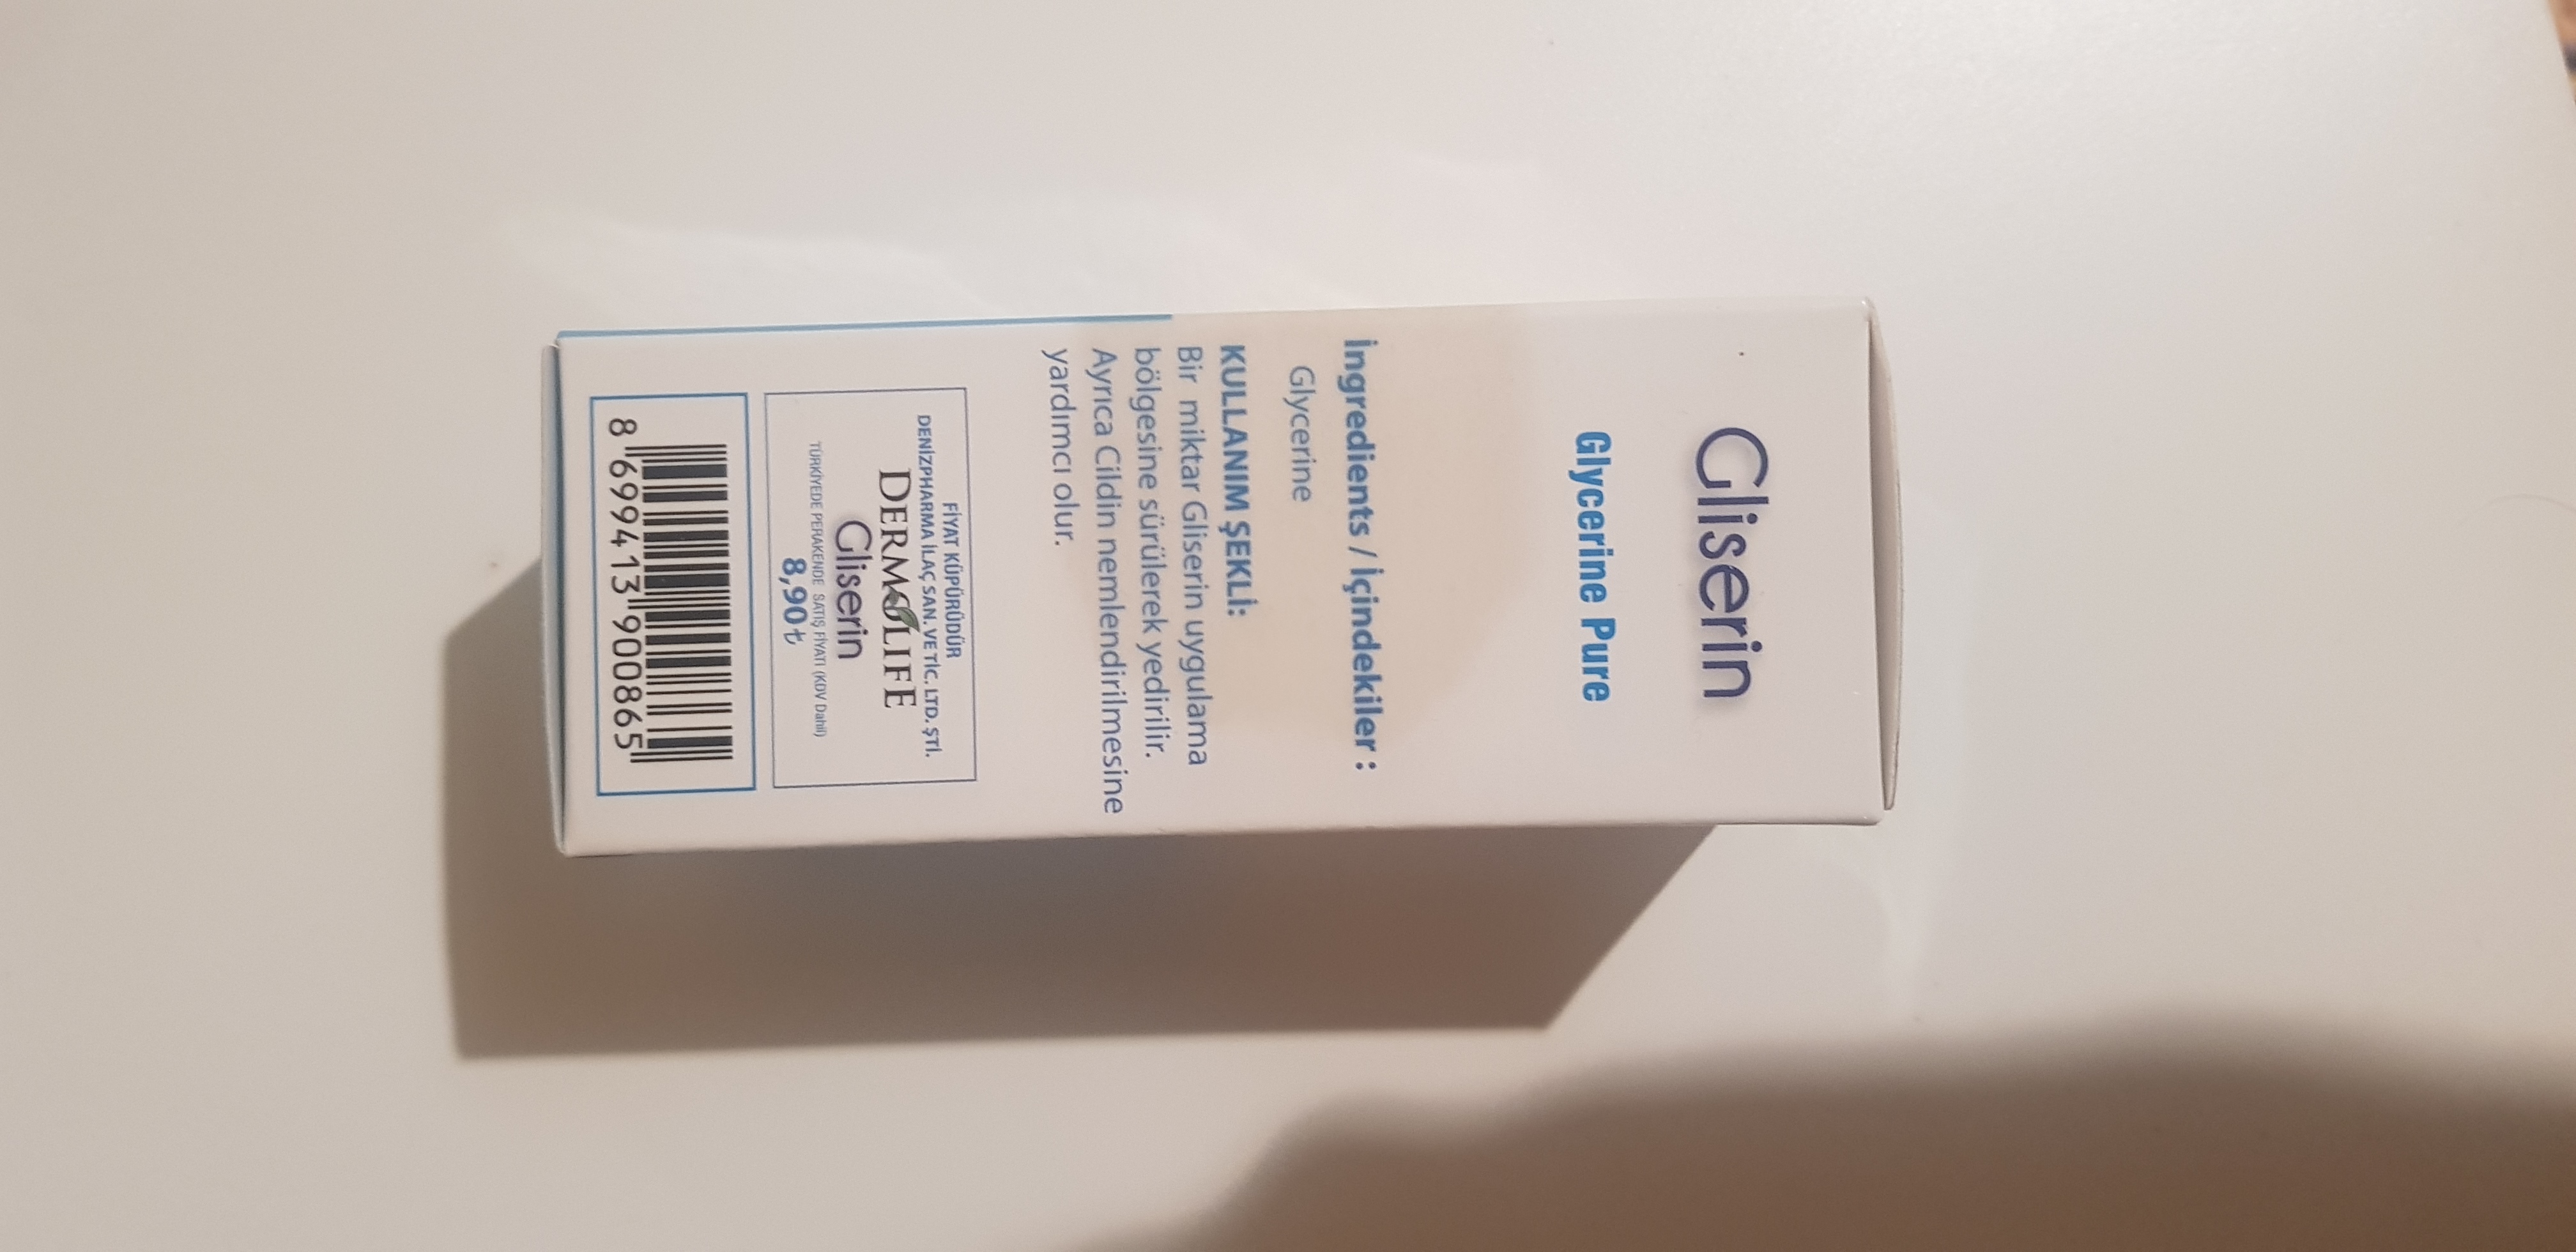 Gliserin
Glycerine Pure
İngredients / İçindekiler :
Glycerine
KULLANIM ŞEKLİ:
Bir miktar Gliserin uygulama
bölgesine sürülerek yedirilir.
Ayrıca Cildin nemlendirilmesine
yardımcı olur.
FİYAT KÜPÜRÜDÜR
DENİZPHARMA İLAÇ SAN. VE TİC. LTD. ŞTİ.
DERMOLIFE
Gliserin
TÜRKİYEDE PERAKENDE SATIŞ FİYATI (KDV Dahil)
8,90 ₺
8 699413 900865